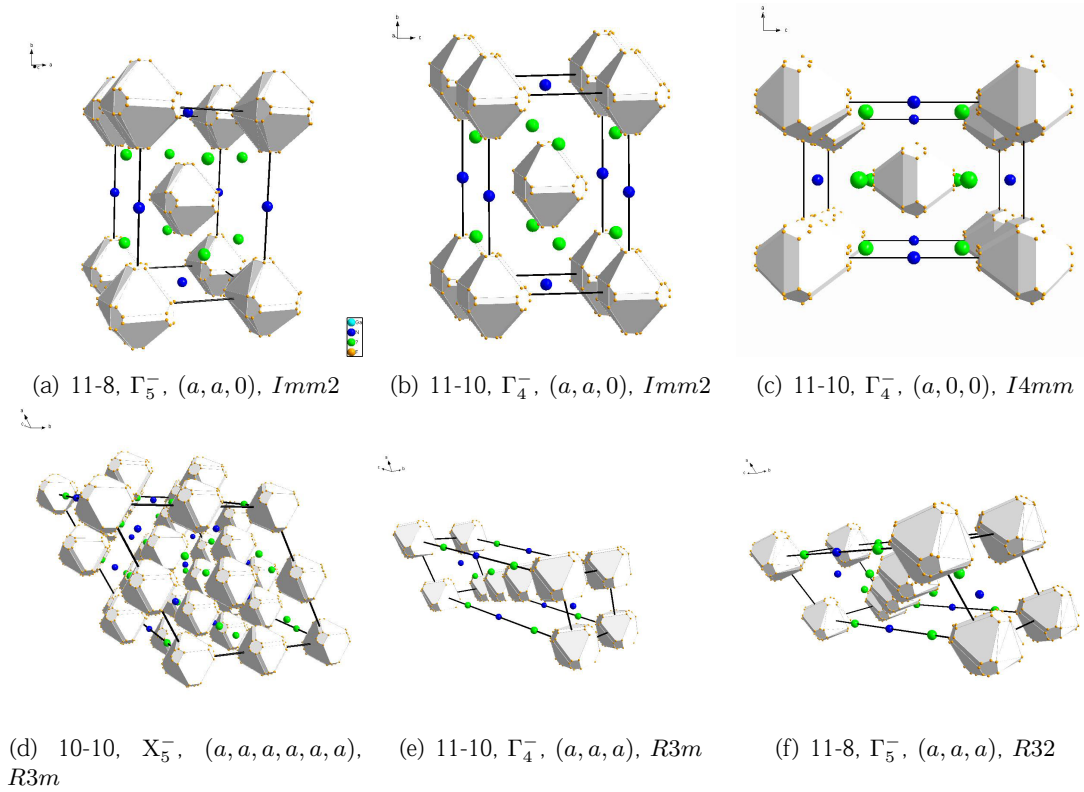 b
a
c
b
a
c
a
c
(a) 11-8, Γ₅⁻, (a, a, 0), Imm2
(b) 11-10, Γ₄⁻, (a, a, 0), Imm2
(c) 11-10, Γ₄⁻, (a, 0, 0), I4mm
(d) 10-10, X₅⁻, (a, a, a, a, a, a),
R3m
(e) 11-10, Γ₄⁻, (a, a, a), R3m
(f) 11-8, Γ₅⁻, (a, a, a), R32